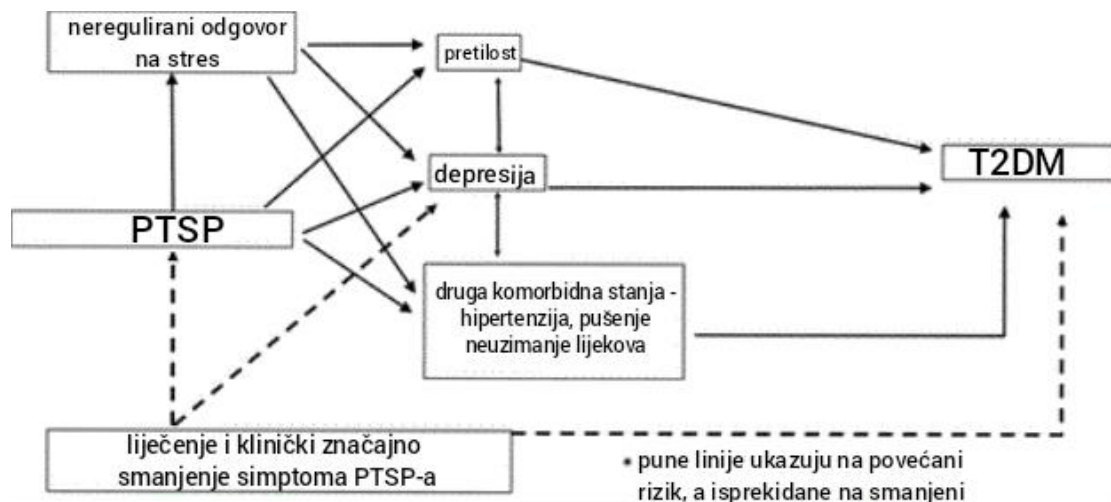 neregulirani odgovor
na stres
pretilost
depresija
T2DM
PTSP
druga komorbidna stanja -
hipertenzija, pušenje
neuzimanje lijekova
liječenje i klinički značajno
smanjenje simptoma PTSP-a
• pune linije ukazuju na povećani
rizik, a isprekidane na smanjeni